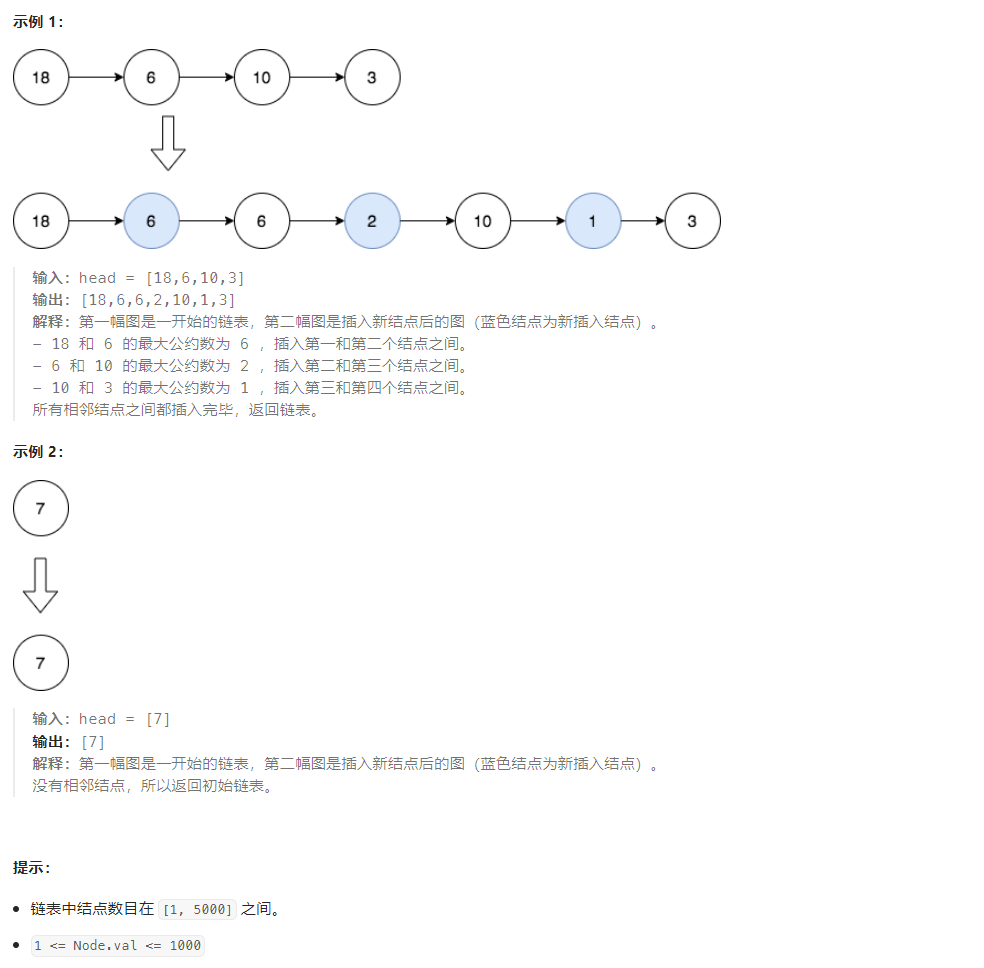 示例 1：
18 6 10 3
18 6 6 2 10 1 3
输入：head = [18,6,10,3]
输出：[18,6,6,2,10,1,3]
解释：第一幅图是一开始的链表，第二幅图是插入新结点后的图（蓝色结点为新插入结点）。
- 18 和 6 的最大公约数为 6 ，插入第一和第二个结点之间。
- 6 和 10 的最大公约数为 2 ，插入第二和第三个结点之间。
- 10 和 3 的最大公约数为 1 ，插入第三和第四个结点之间。
所有相邻结点之间都插入完毕，返回链表。
示例 2：
7
7
输入：head = [7]
输出：[7]
解释：第一幅图是一开始的链表，第二幅图是插入新结点后的图（蓝色结点为新插入结点）。
没有相邻结点，所以返回初始链表。
提示：
• 链表中结点数目在 [1, 5000] 之间。
• 1 <= Node.val <= 1000